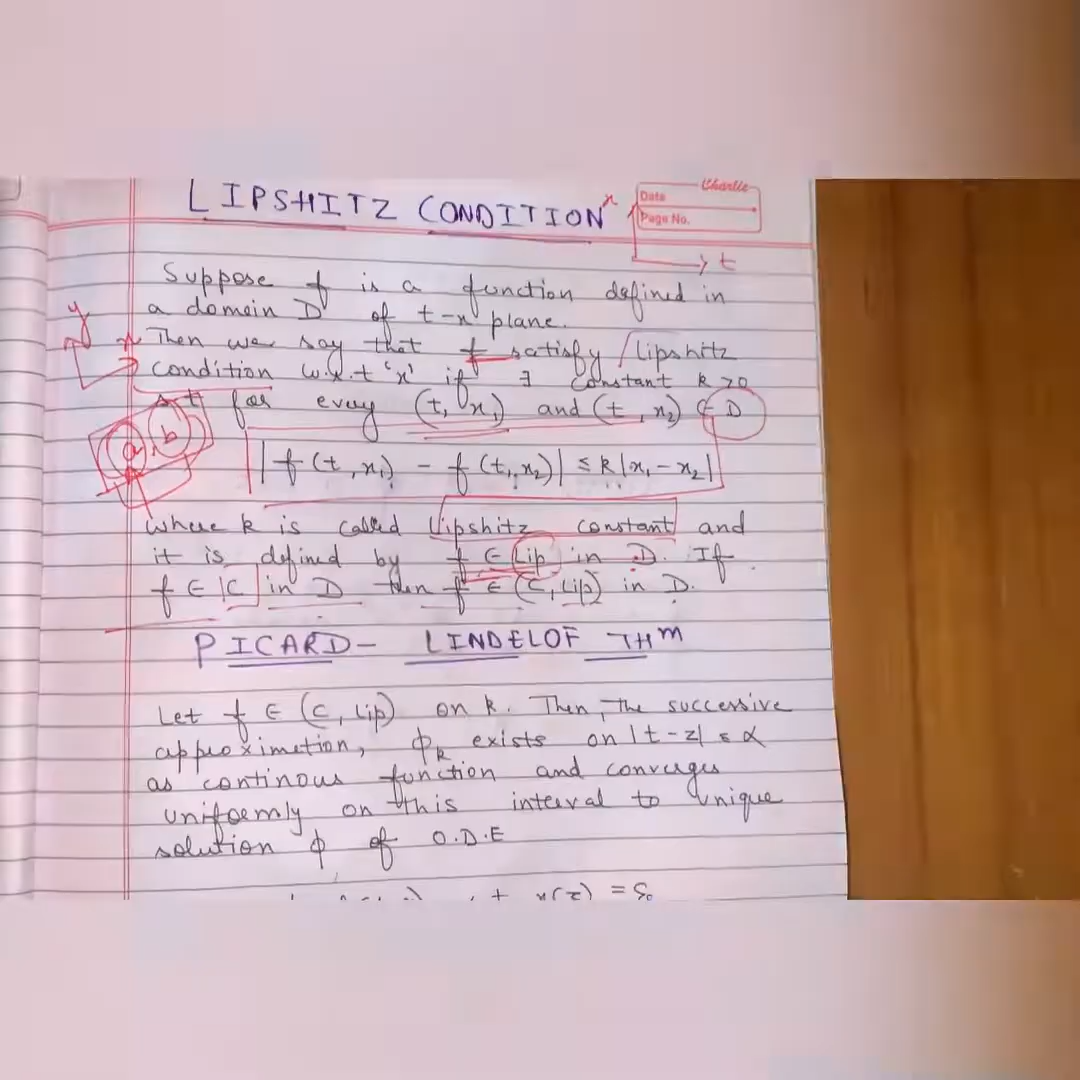 LIPSHITZ CONDITION
x
Charlie
Date
Page No.
t
Suppose f is a function defined in
a domain D of t-x plane.
y
x
Then we say that f satisfy Lipshitz
condition w.r.t 'x' if ∃ constant k >0
s.t for every (t, x₁) and (t, x₂) ∈ D
a, b
|f(t, x₁) - f(t, x₂)| ≤ k|x₁ - x₂|
where k is called Lipshitz constant and
it is defined by f ∈ Lip in D. If
f ∈ C in D then f ∈ (C, Lip) in D.
PICARD- LINDELOF THM
Let f ∈ (C, Lip) on k. Then, The successive
approximation, ϕk exists on |t-z| ≤ α
as continous function and converges
uniformly on this interval to unique
solution ϕ of O.D.E
x(z) = S₀